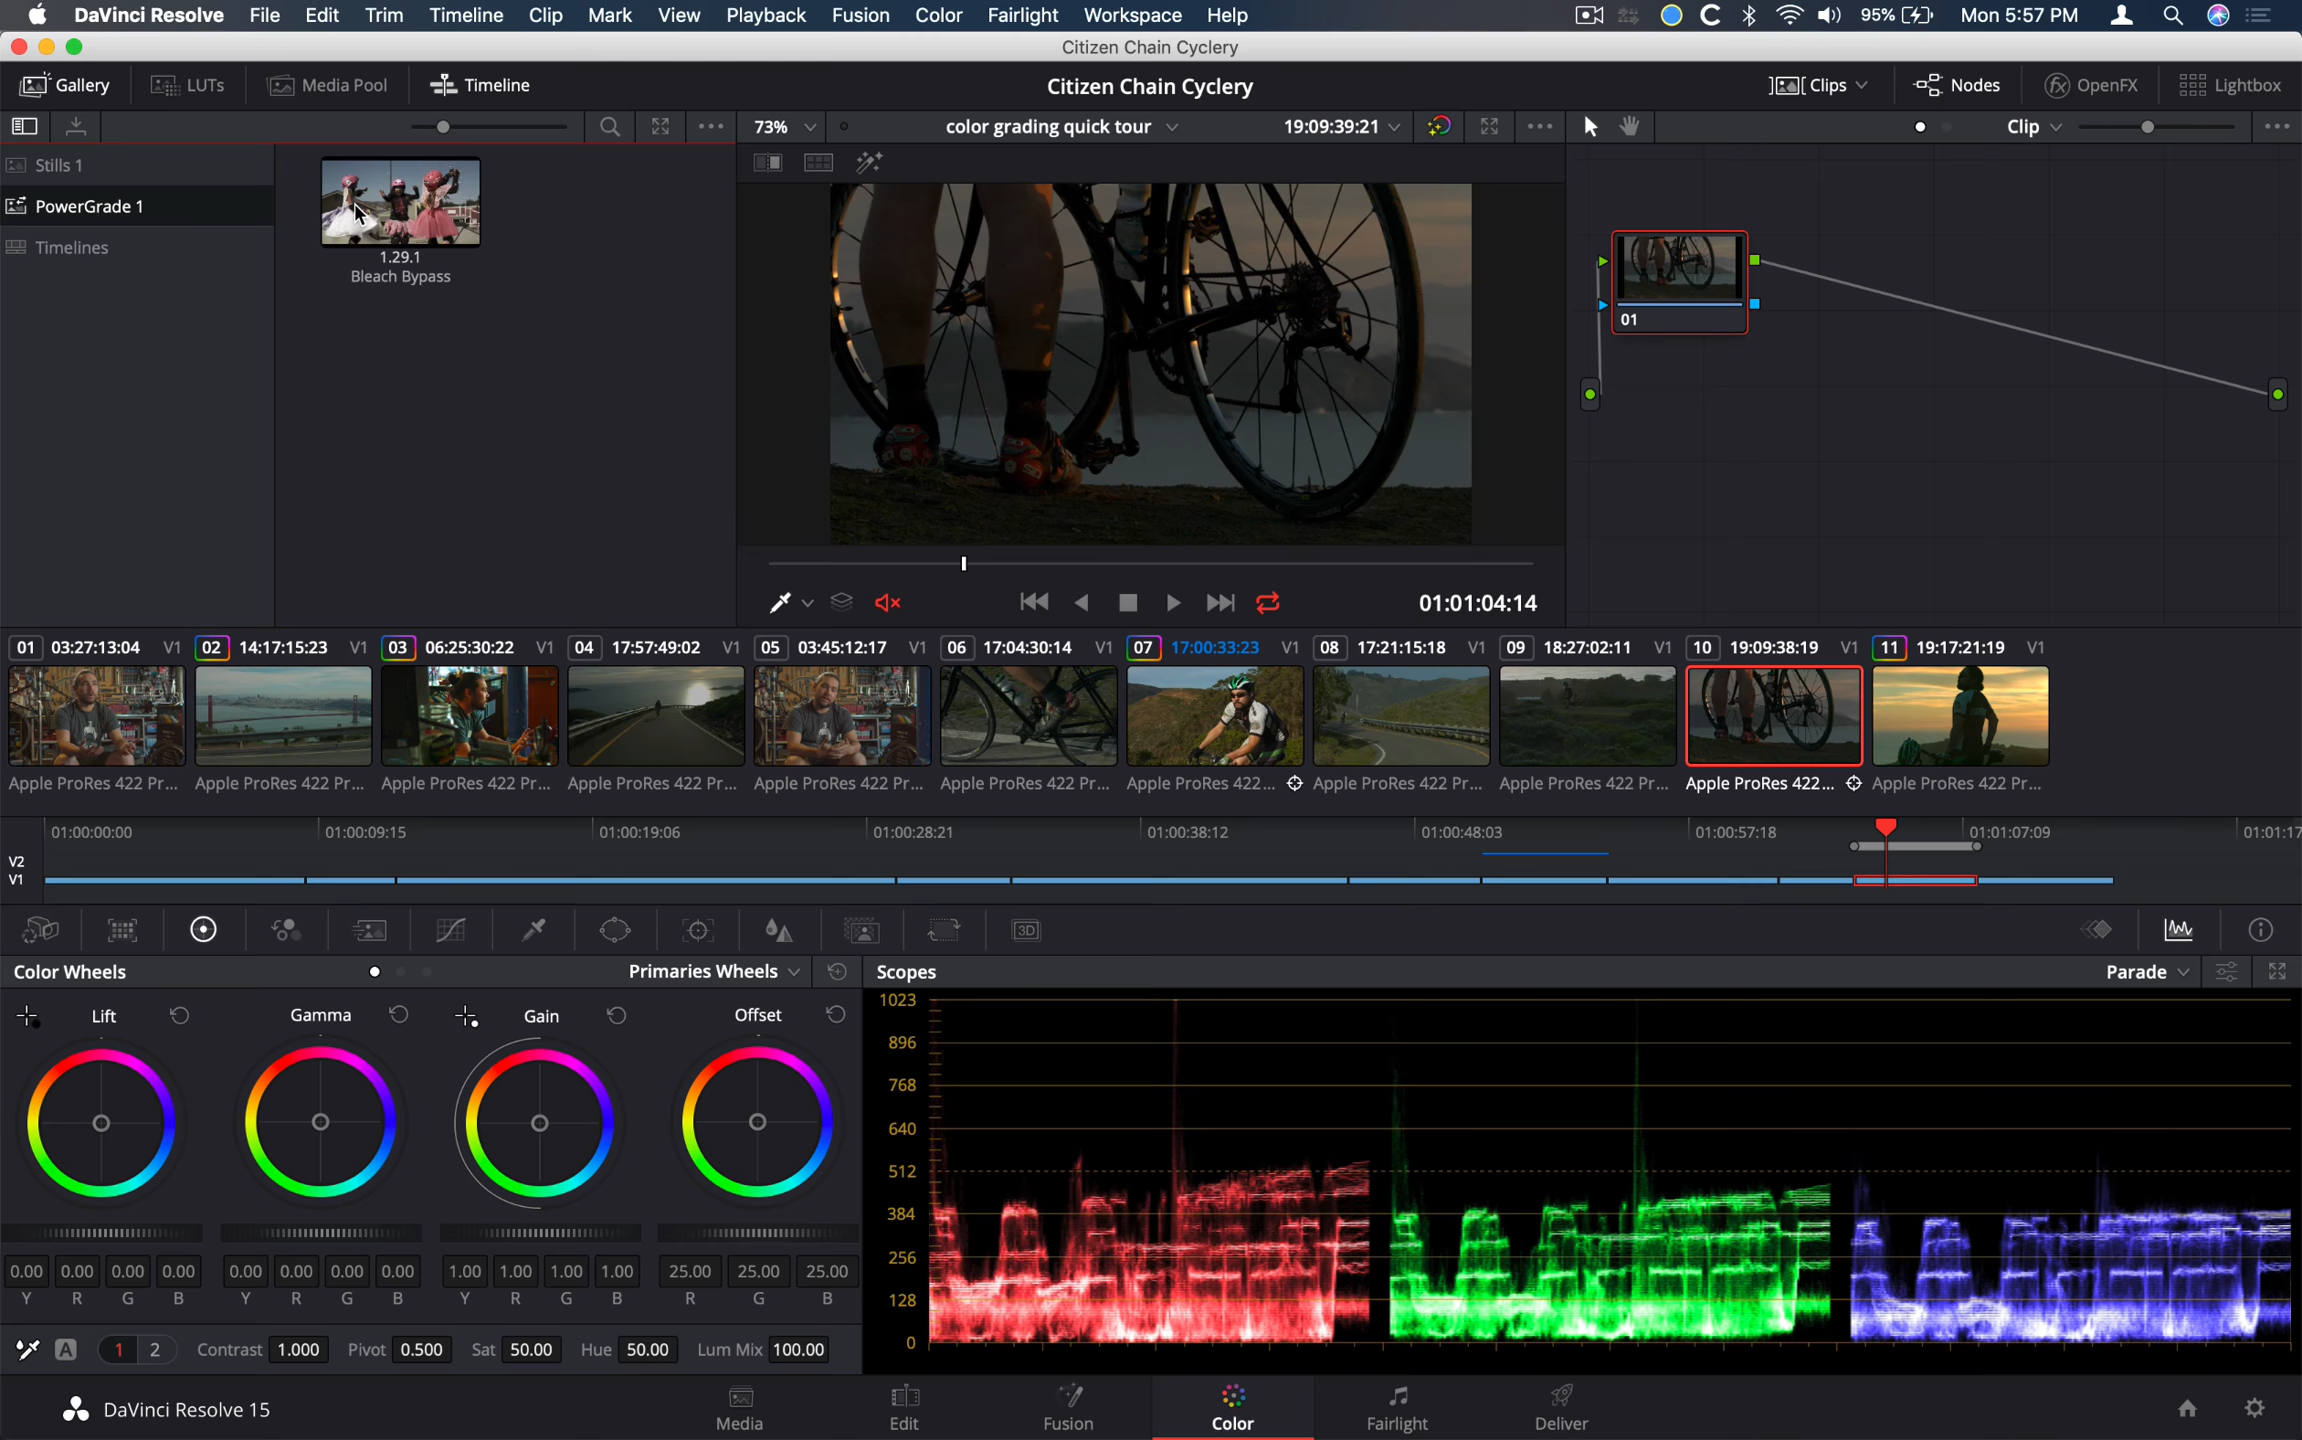 DaVinci Resolve File Edit Trim Timeline Clip Mark View Playback Fusion Color Fairlight Workspace Help 95% Mon 5:57 PM
Citizen Chain Cyclery
Gallery LUTs Media Pool Timeline Citizen Chain Cyclery Clips Nodes OpenFX Lightbox
73% color grading quick tour 19:09:39:21 Clip
Stills 1
PowerGrade 1
Timelines
1.29.1
Bleach Bypass
01
01:01:04:14
01 03:27:13:04 V1 02 14:17:15:23 V1 03 06:25:30:22 V1 04 17:57:49:02 V1 05 03:45:12:17 V1 06 17:04:30:14 V1 07 17:00:33:23 V1 08 17:21:15:18 V1 09 18:27:02:11 V1 10 19:09:38:19 V1 11 19:17:21:19 V1
Apple ProRes 422 Pr... Apple ProRes 422 Pr... Apple ProRes 422 Pr... Apple ProRes 422 Pr... Apple ProRes 422 Pr... Apple ProRes 422 Pr... Apple ProRes 422... Apple ProRes 422 Pr... Apple ProRes 422 Pr... Apple ProRes 422... Apple ProRes 422 Pr...
01:00:00:00 01:00:09:15 01:00:19:06 01:00:28:21 01:00:38:12 01:00:48:03 01:00:57:18 01:01:07:09 01:01:17
V2
V1
3D
Color Wheels Primaries Wheels Scopes Parade
Lift Gamma Gain Offset
1023
896
768
640
512
384
256
128
0
0.00 0.00 0.00 0.00 0.00 0.00 0.00 0.00 1.00 1.00 1.00 1.00 25.00 25.00 25.00
Y R G B Y R G B Y R G B R G B
A 1 2 Contrast 1.000 Pivot 0.500 Sat 50.00 Hue 50.00 Lum Mix 100.00
DaVinci Resolve 15 Media Edit Fusion Color Fairlight Deliver